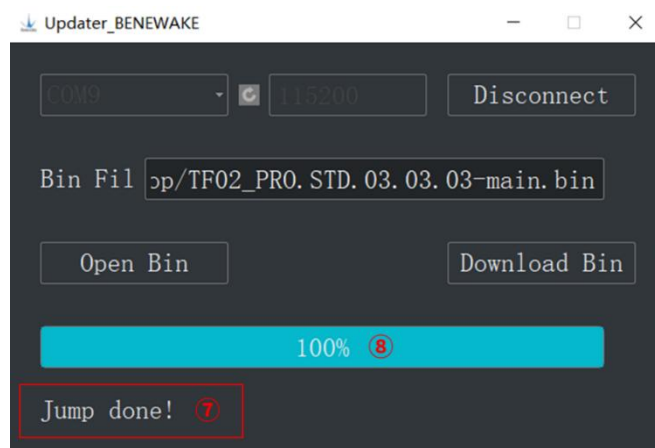 Updater_BENEWAKE
COM9 115200 Disconnect
Bin Fil op/TF02_PRO.STD.03.03.03-main.bin
Open Bin Download Bin
100% ⑧
Jump done! ⑦